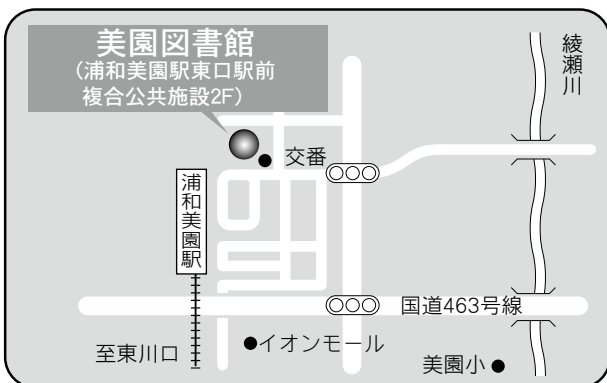 美園図書館
（浦和美園駅東口駅前
複合公共施設2F）
綾瀬川
交番
浦和美園駅
国道463号線
至東川口
●イオンモール
美園小●